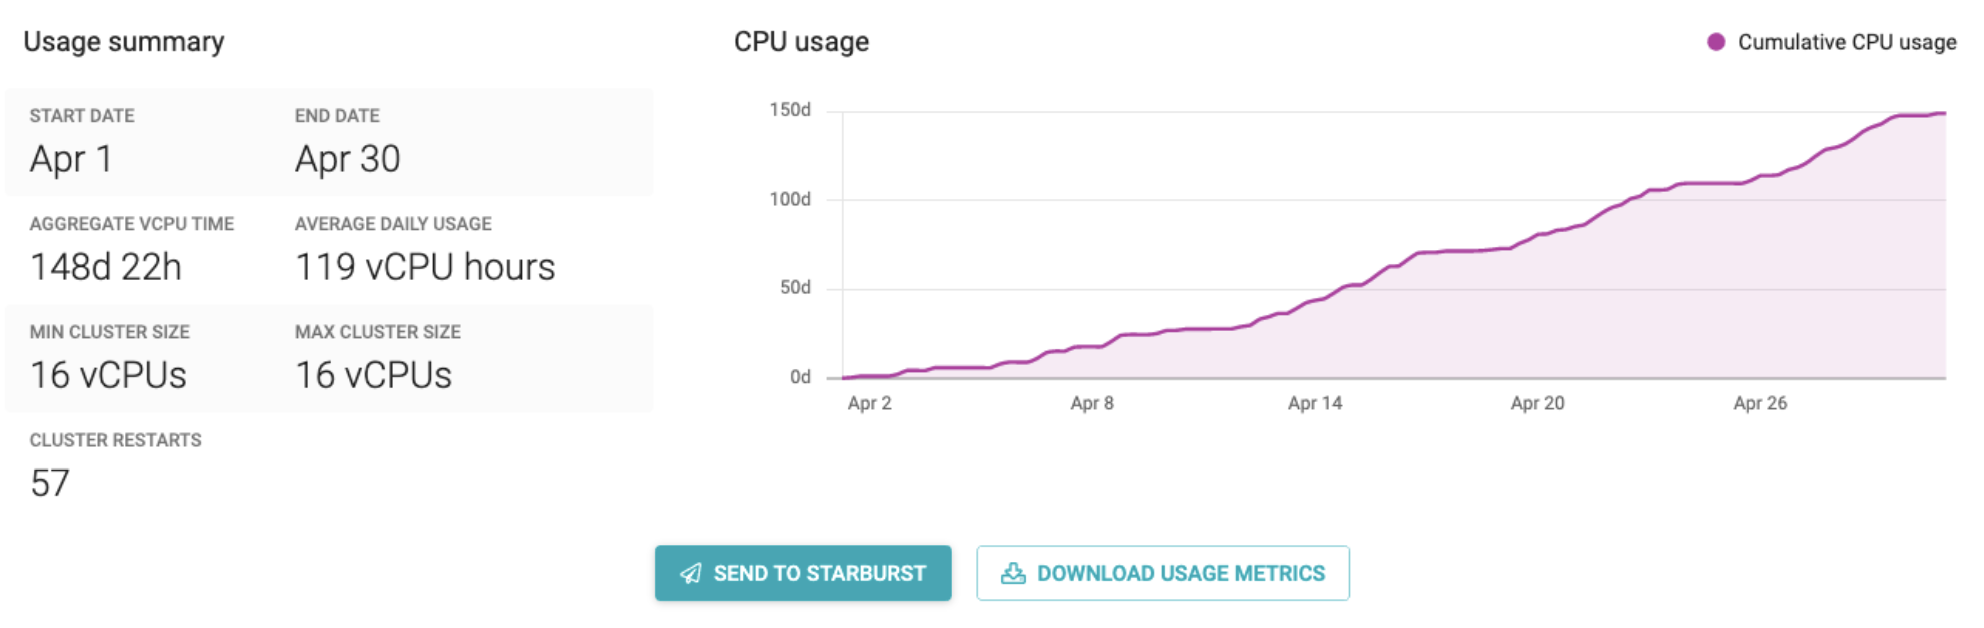 Usage summary
START DATE
Apr 1
END DATE
Apr 30
AGGREGATE VCPU TIME
148d 22h
AVERAGE DAILY USAGE
119 vCPU hours
MIN CLUSTER SIZE
16 vCPUs
MAX CLUSTER SIZE
16 vCPUs
CLUSTER RESTARTS
57
CPU usage
Cumulative CPU usage
150d
100d
50d
0d
Apr 2
Apr 8
Apr 14
Apr 20
Apr 26
SEND TO STARBURST
DOWNLOAD USAGE METRICS